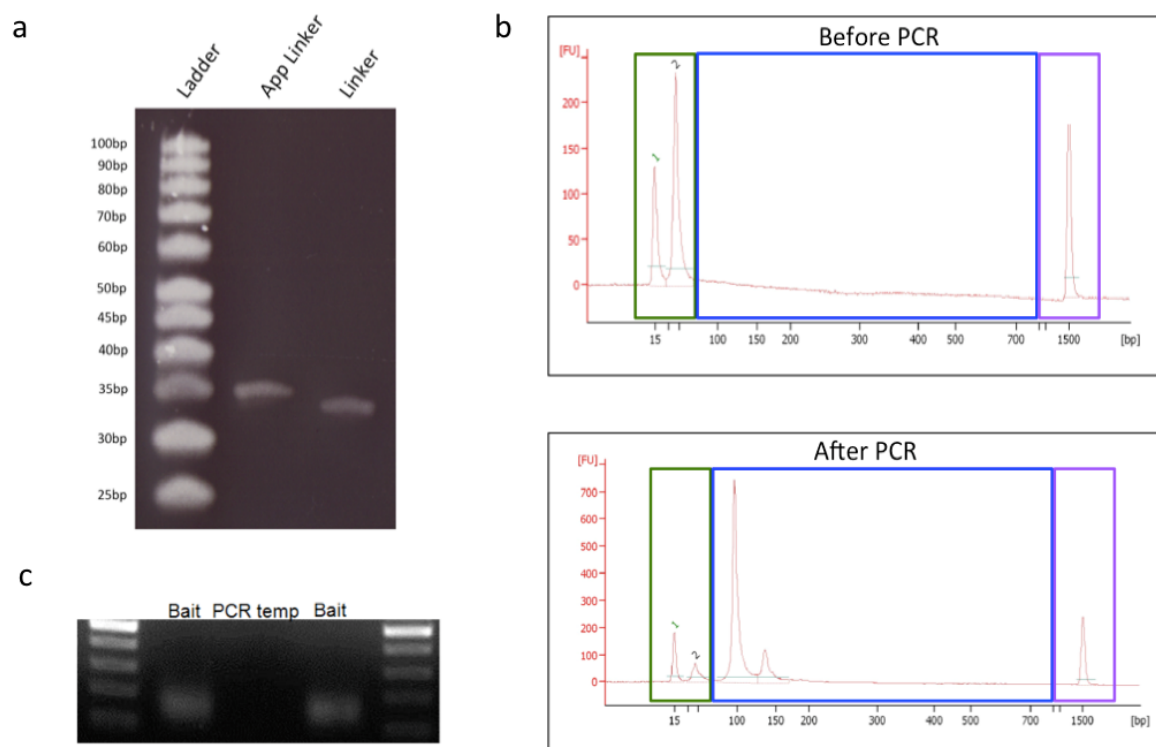 a
Ladder
App Linker
Linker
100bp
90bp
80bp
70bp
60bp
50bp
45bp
40bp
35bp
30bp
25bp
b
Before PCR
[FU]
200
150
100
50
0
1
2
15
100
150
200
300
400
500
700
1500
[bp]
After PCR
[FU]
700
600
500
400
300
200
100
0
1
2
15
100
150
200
300
400
500
700
1500
[bp]
c
Bait PCR temp Bait